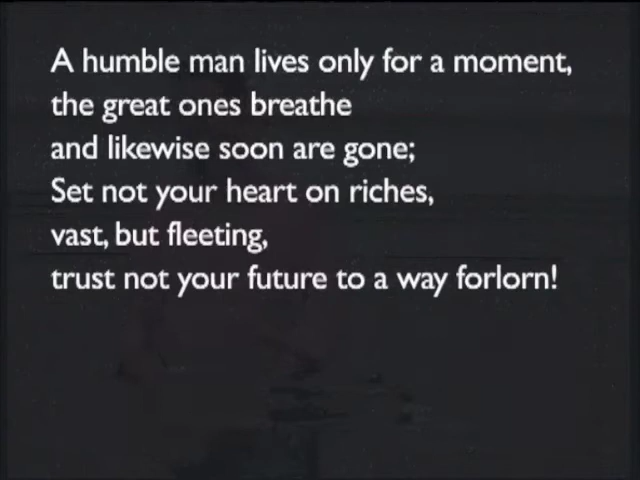 A humble man lives only for a moment,
the great ones breathe
and likewise soon are gone;
Set not your heart on riches,
vast, but fleeting,
trust not your future to a way forlorn!